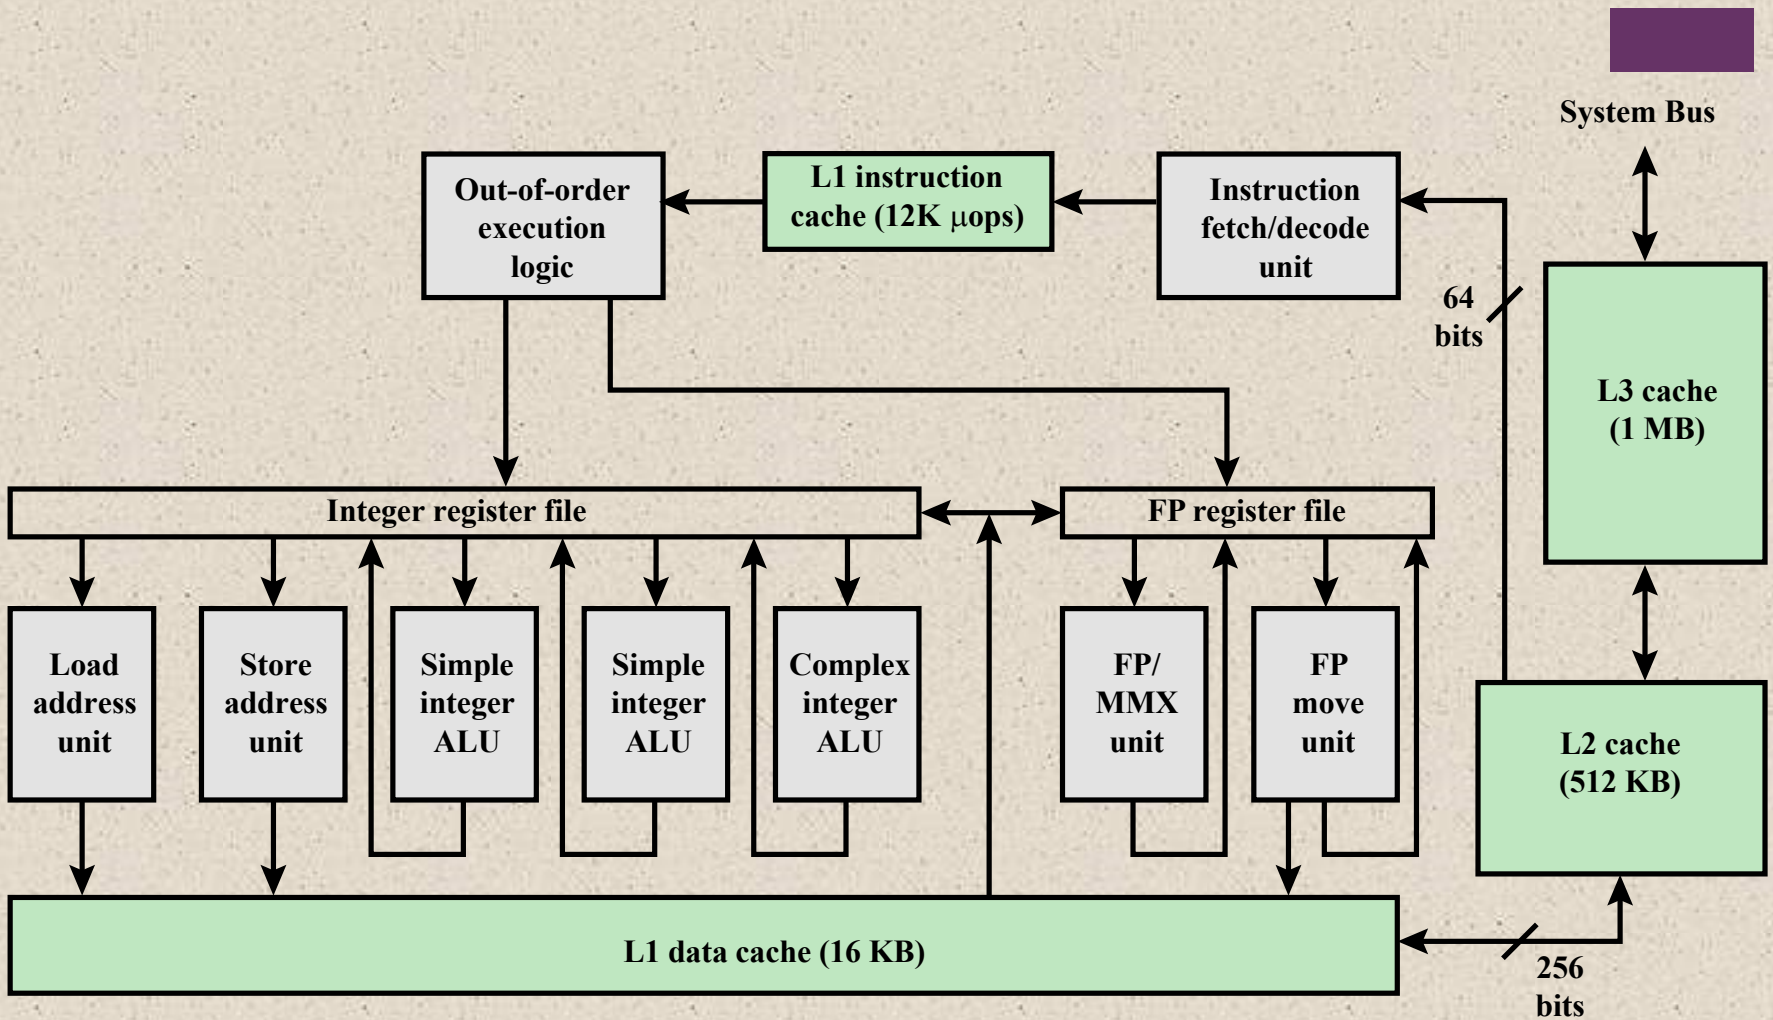 System Bus
Out-of-order
execution
logic
L1 instruction
cache (12K μops)
Instruction
fetch/decode
unit
64
bits
L3 cache
(1 MB)
Integer register file
FP register file
Load
address
unit
Store
address
unit
Simple
integer
ALU
Simple
integer
ALU
Complex
integer
ALU
FP/
MMX
unit
FP
move
unit
L2 cache
(512 KB)
L1 data cache (16 KB)
256
bits